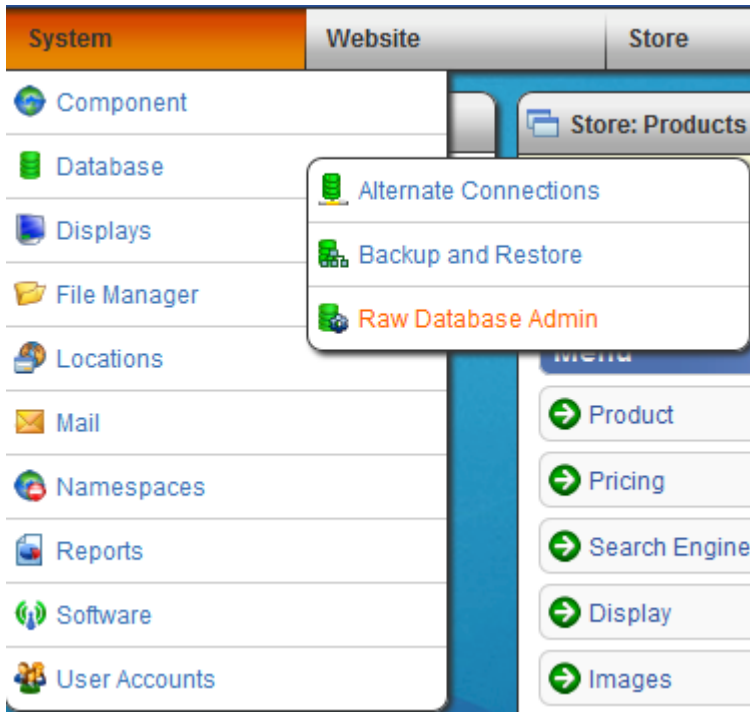 System
Website
Store
Component
Database
Displays
File Manager
Locations
Mail
Namespaces
Reports
Software
User Accounts
Alternate Connections
Backup and Restore
Raw Database Admin
Store: Products
Menu
Product
Pricing
Search Engine
Display
Images